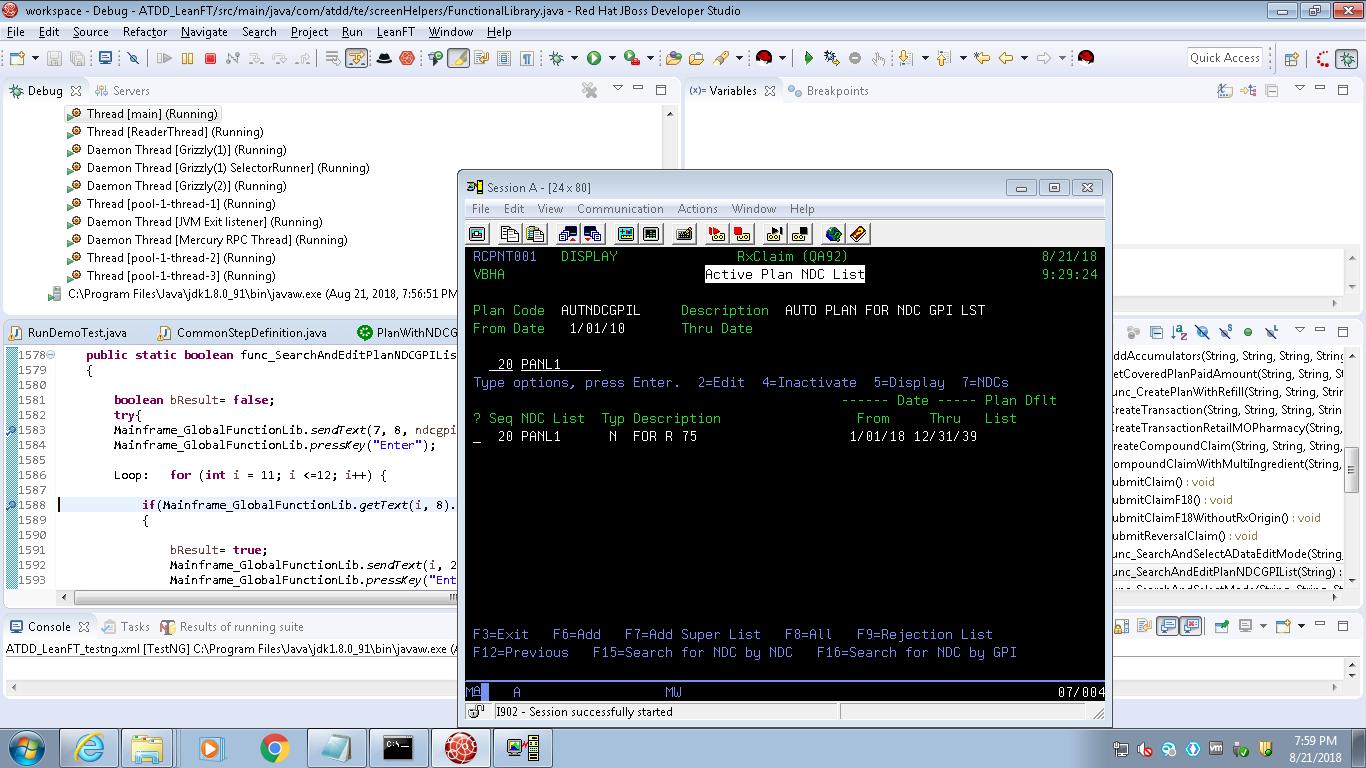 workspace - Debug - ATDD_LeanFT/src/main/java/com/atdd/te/screenHelpers/FunctionalLibrary.java - Red Hat JBoss Developer Studio
File Edit Source Refactor Navigate Search Project Run LeanFT Window Help
Quick Access
Debug Servers
Thread [main] (Running)
Thread [ReaderThread] (Running)
Daemon Thread [Grizzly(1)] (Running)
Daemon Thread [Grizzly(1) SelectorRunner] (Running)
Daemon Thread [Grizzly(2)] (Running)
Thread [pool-1-thread-1] (Running)
Daemon Thread [JVM Exit listener] (Running)
Daemon Thread [Mercury RPC Thread] (Running)
Thread [pool-1-thread-2] (Running)
Thread [pool-1-thread-3] (Running)
C:\Program Files\Java\jdk1.8.0_91\bin\javaw.exe (Aug 21, 2018, 7:56:51 PM)
(x)= Variables Breakpoints
RunDemoTest.java CommonStepDefinition.java PlanWithNDCG
1578 public static boolean func_SearchAndEditPlanNDCGPILis
1579 {
1580
1581 boolean bResult= false;
1582 try{
1583 Mainframe_GlobalFunctionLib.sendText(7, 8, ndcgpi
1584 Mainframe_GlobalFunctionLib.pressKey("Enter");
1585
1586 Loop: for (int i = 11; i <=12; i++) {
1587
1588 if(Mainframe_GlobalFunctionLib.getText(i, 8).
1589 {
1590
1591 bResult= true;
1592 Mainframe_GlobalFunctionLib.sendText(i, 2
1593 Mainframe_GlobalFunctionLib.pressKey("Ent
Console Tasks Results of running suite
ATDD_LeanFT_testng.xml [TestNG] C:\Program Files\Java\jdk1.8.0_91\bin\javaw.exe (A
Session A - [24 x 80]
File Edit View Communication Actions Window Help
RCPNT001 DISPLAY RxClaim (QA92) 8/21/18
VBHA Active Plan NDC List 9:29:24
Plan Code AUTNDCGPIL Description AUTO PLAN FOR NDC GPI LST
From Date 1/01/10 Thru Date
20 PANL1
Type options, press Enter. 2=Edit 4=Inactivate 5=Display 7=NDCs
------ Date ----- Plan Dflt
? Seq NDC List Typ Description From Thru List
_ 20 PANL1 N FOR R 75 1/01/18 12/31/39
F3=Exit F6=Add F7=Add Super List F8=All F9=Rejection List
F12=Previous F15=Search for NDC by NDC F16=Search for NDC by GPI
MA A MW 07/004
I902 - Session successfully started
ddAccumulators(String, String, String, Strin
etCoveredPlanPaidAmount(String, String, S
unc_CreatePlanWithRefill(String, String, Stri
reateTransaction(String, String, String, Strin
reateTransactionRetailMOPharmacy(String,
reateCompoundClaim(String, String, String
ompoundClaimWithMultiIngredient(String,
ubmitClaim() : void
ubmitClaimF18() : void
ubmitClaimF18WithoutRxOrigin() : void
ubmitReversalClaim() : void
unc_SearchAndSelectADataEditMode(String,
unc_SearchAndEditPlanNDCGPIList(String) :
7:59 PM
8/21/2018